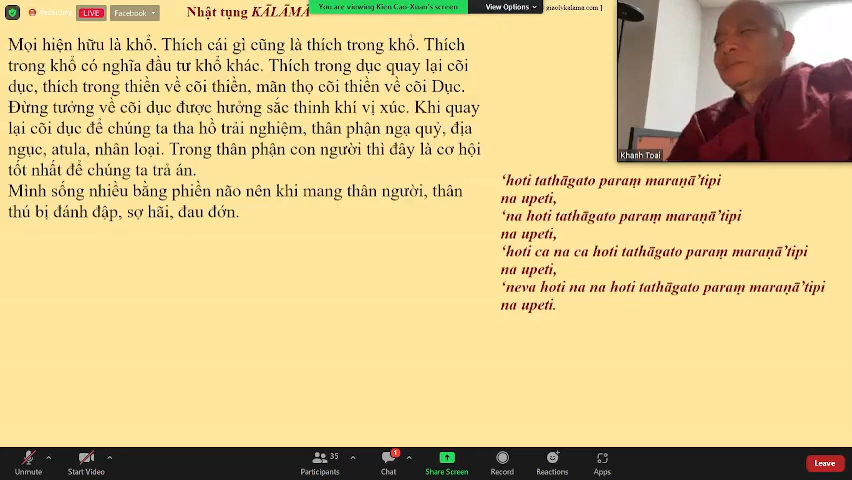 Recording
LIVE
Facebook
Nhật tụng KĀLĀMA
You are viewing Kien Cao-Xuan's screen
View Options
giaolykalama.com ]
Mọi hiện hữu là khổ. Thích cái gì cũng là thích trong khổ. Thích
trong khổ có nghĩa đầu tư khổ khác. Thích trong dục quay lại cõi
dục, thích trong thiền về cõi thiền, mãn thọ cõi thiền về cõi Dục.
Đừng tưởng về cõi dục được hưởng sắc thinh khí vị xúc. Khi quay
lại cõi dục để chúng ta tha hồ trải nghiệm, thân phận ngạ quỷ, địa
ngục, atula, nhân loại. Trong thân phận con người thì đây là cơ hội
tốt nhất để chúng ta trả án.
Mình sống nhiều bằng phiền não nên khi mang thân người, thân
thú bị đánh đập, sợ hãi, đau đớn.
Khanh Toai
'hoti tathāgato paraṃ maraṇā'tipi
na upeti,
'na hoti tathāgato paraṃ maraṇā'tipi
na upeti,
'hoti ca na ca hoti tathāgato paraṃ maraṇā'tipi
na upeti,
'neva hoti na na hoti tathāgato paraṃ maraṇā'tipi
na upeti.
Unmute
Start Video
Participants
35
Chat
1
Share Screen
Record
Reactions
Apps
Leave